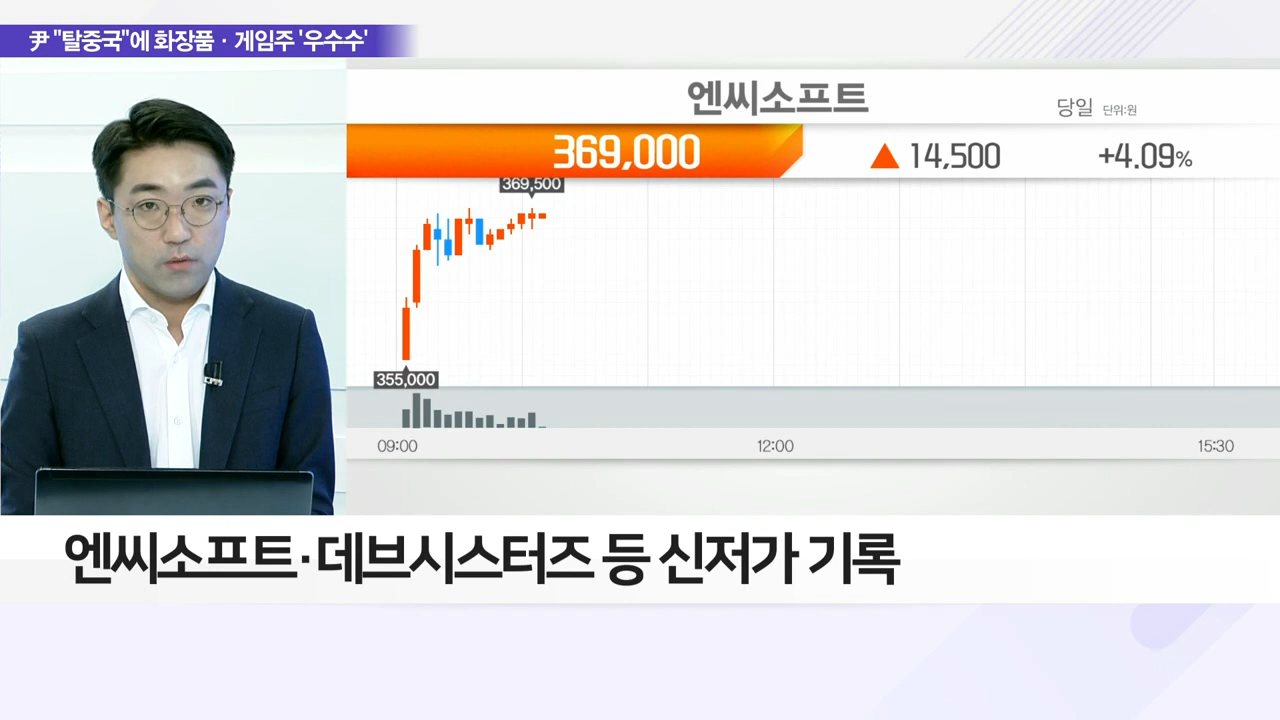 尹 "탈중국"에 화장품·게임주 '우수수'
엔씨소프트
당일 단위:원
369,000 ▲ 14,500 +4.09%
369,500
355,000
09:00 12:00 15:30
엔씨소프트·데브시스터즈 등 신저가 기록